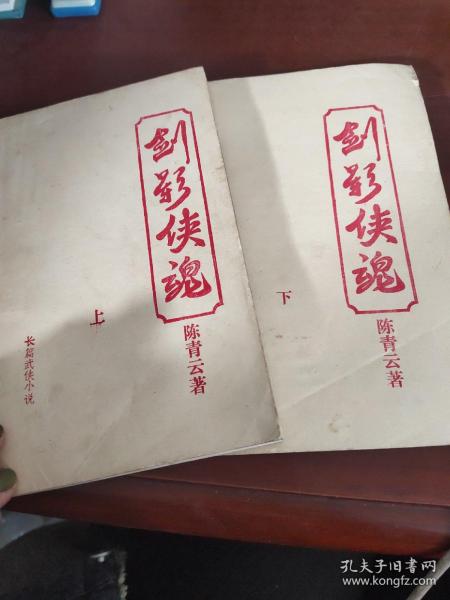 剑影侠魂
陈青云著
上
长篇武侠小说
剑影侠魂
陈青云著
下
孔夫子旧书网
www.kongfz.com